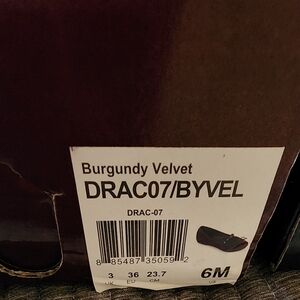 Burgundy Velvet
DRAC07/BYVEL
DRAC-07
8 85487 35059 2
3 36 23.7 6M
UK EU CM US